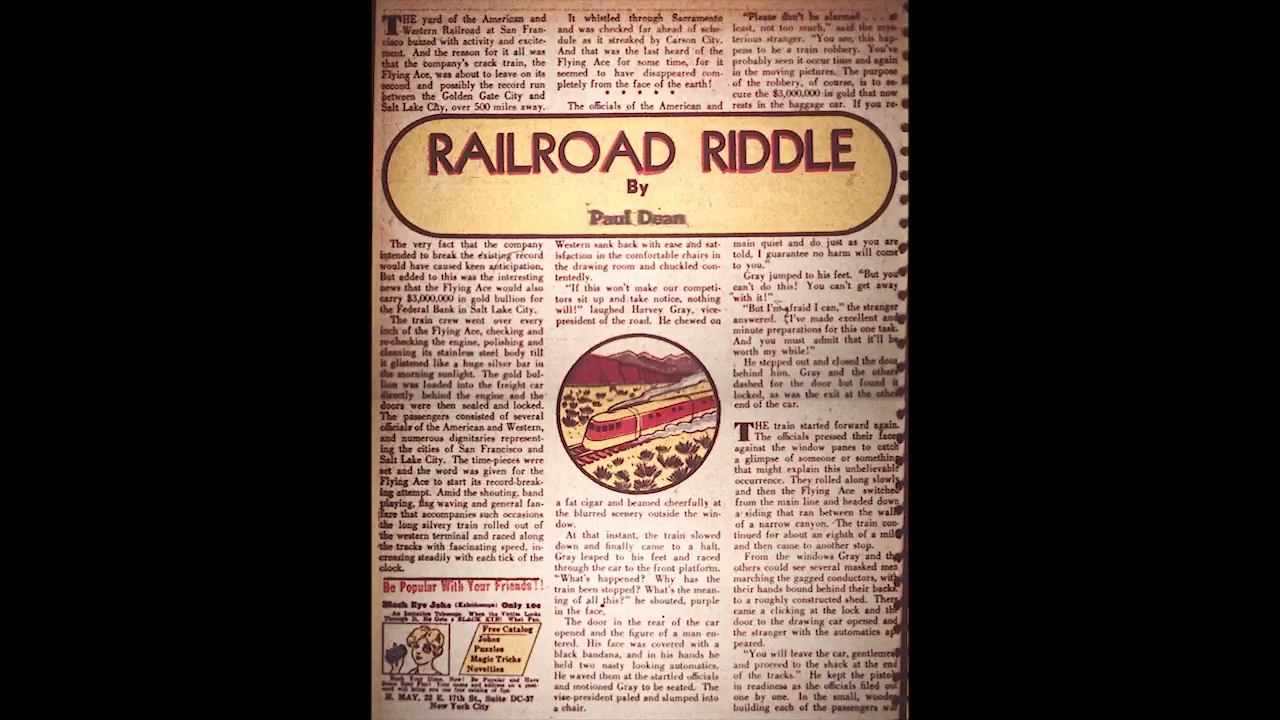 THE yard of the American and
Western Railroad at San Fran-
cisco buzzed with activity and excite-
ment. And the reason for it all was
that the company's crack train, the
Flying Ace, was about to leave on its
second and possibly the record run
between the Golden Gate City and
Salt Lake City, over 500 miles away.
It whistled through Sacramento
and was checked far ahead of sche-
dule as it streaked by Carson City.
And that was the last heard of the
Flying Ace for some time, for it
seemed to have disappeared com-
pletely from the face of the earth!
• • • • •
The officials of the American and
"Please don't be alarmed . . . at
least, not too much," said the mys-
terious stranger. "You see, this hap-
pens to be a train robbery. You've
probably seen it occur time and again
in the moving pictures. The purpose
of the robbery, of course, is to se-
cure the $3,000,000 in gold that now
rests in the baggage car. If you re-
RAILROAD RIDDLE
By
Paul Dean
The very fact that the company
intended to break the existing record
would have caused keen anticipation.
But added to this was the interesting
news that the Flying Ace would also
carry $3,000,000 in gold bullion for
the Federal Bank in Salt Lake City.
The train crew went over every
inch of the Flying Ace, checking and
re-checking the engine, polishing and
cleaning its stainless steel body till
it glistened like a huge silver bar in
the morning sunlight. The gold bul-
lion was loaded into the freight car
directly behind the engine and the
doors were then sealed and locked.
The passengers consisted of several
officials of the American and Western,
and numerous dignitaries represent-
ing the cities of San Francisco and
Salt Lake City. The time-pieces were
set and the word was given for the
Flying Ace to start its record-break-
ing attempt. Amid the shouting, band
playing, flag waving and general fan-
fare that accompanies such occasions
the long silvery train rolled out of
the western terminal and raced along
the tracks with fascinating speed, in-
creasing steadily with each tick of the
clock.
Be Popular With Your Friends!!
Black Eye Joke (Kaleidoscope) Only 10c
An Imitation Telescope. When the Victim Looks
Through It, He Gets a BLACK EYE! What Fun.
Free Catalog
Jokes
Puzzles
Magic Tricks
Novelties
Rush Your Dime, Now! Be Popular and Have
H. MAY, 22 E. 17th St., Suite DC-37
New York City
Western sank back with ease and sat-
isfaction in the comfortable chairs in
the drawing room and chuckled con-
tentedly.
"If this won't make our competi-
tors sit up and take notice, nothing
will!" laughed Harvey Gray, vice-
president of the road. He chewed on
a fat cigar and beamed cheerfully at
the blurred scenery outside the win-
dow.
At that instant, the train slowed
down and finally came to a halt.
Gray leaped to his feet and raced
through the car to the front platform.
"What's happened? Why has the
train been stopped? What's the mean-
ing of all this?" he shouted, purple
in the face.
The door in the rear of the car
opened and the figure of a man en-
tered. His face was covered with a
black bandana, and in his hands he
held two nasty looking automatics.
He waved them at the startled officials
and motioned Gray to be seated. The
vice-president paled and slumped into
a chair.
main quiet and do just as you are
told, I guarantee no harm will come
to you."
Gray jumped to his feet. "But you
can't do this! You can't get away
with it!"
"But I'm afraid I can," the stranger
answered. "I've made excellent and
minute preparations for this one task.
And you must admit that it'll be
worth my while!"
He stepped out and closed the door
behind him. Gray and the others
dashed for the door but found it
locked, as was the exit at the other
end of the car.
THE train started forward again.
The officials pressed their faces
against the window panes to catch
a glimpse of someone or something
that might explain this unbelievable
occurrence. They rolled along slowly
and then the Flying Ace switched
from the main line and headed down
a siding that ran between the walls
of a narrow canyon. The train con-
tinued for about an eighth of a mile
and then came to another stop.
From the windows Gray and the
others could see several masked men
marching the gagged conductors, with
their hands bound behind their backs,
to a roughly constructed shed. There
came a clicking at the lock and the
door to the drawing car opened and
the stranger with the automatics ap-
peared.
"You will leave the car, gentlemen,
and proceed to the shack at the end
of the tracks." He kept the pistols
in readiness as the officials filed out
one by one. In the small, wooden
building each of the passengers was